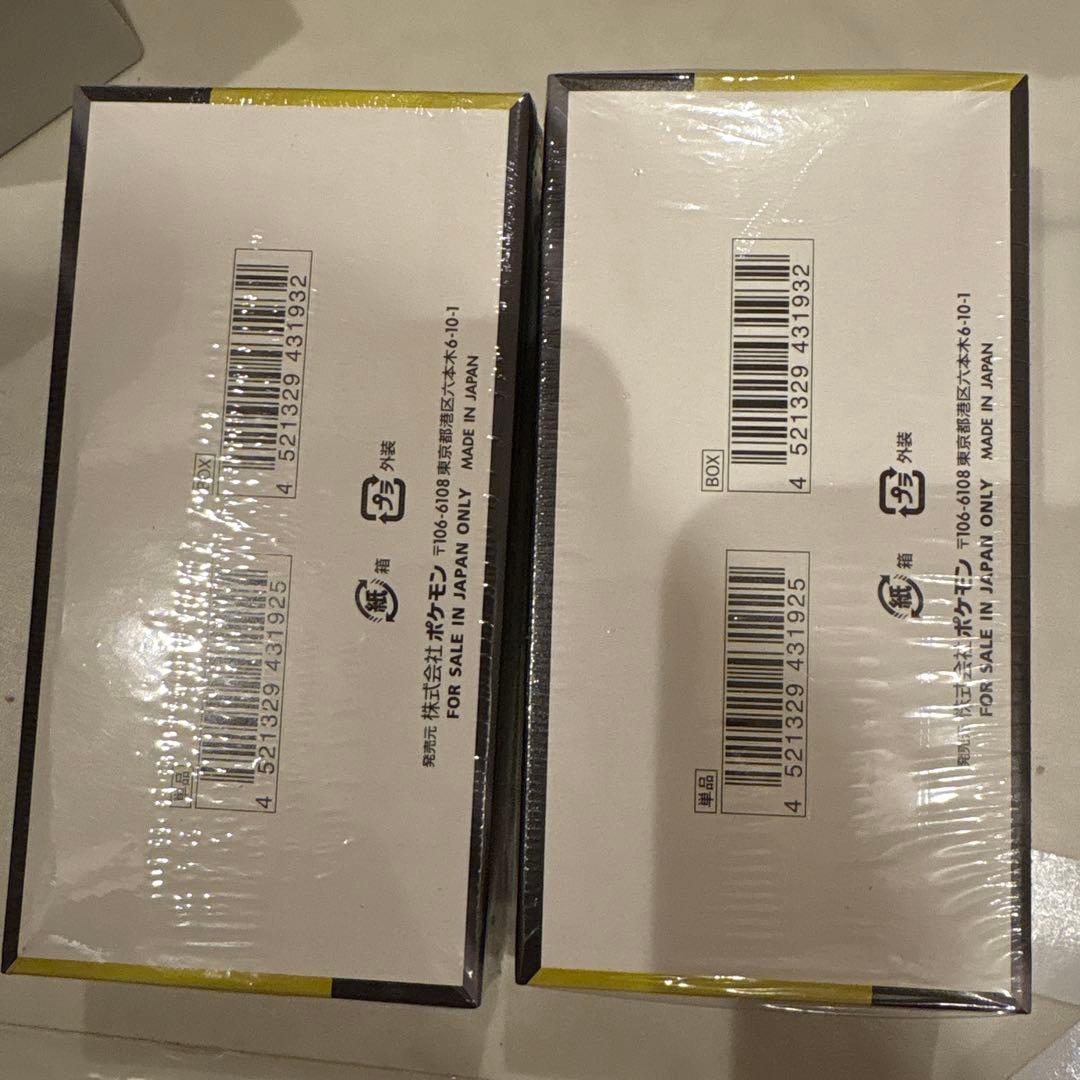 BOX
4 521329 431932
単品
4 521329 431925
紙 箱
プラ 外装
発売元 株式会社ポケモン 〒106-6108 東京都港区六本木6-10-1
FOR SALE IN JAPAN ONLY MADE IN JAPAN
BOX
4 521329 431932
単品
4 521329 431925
紙 箱
プラ 外装
発売元 株式会社ポケモン 〒106-6108 東京都港区六本木6-10-1
FOR SALE IN JAPAN ONLY MADE IN JAPAN